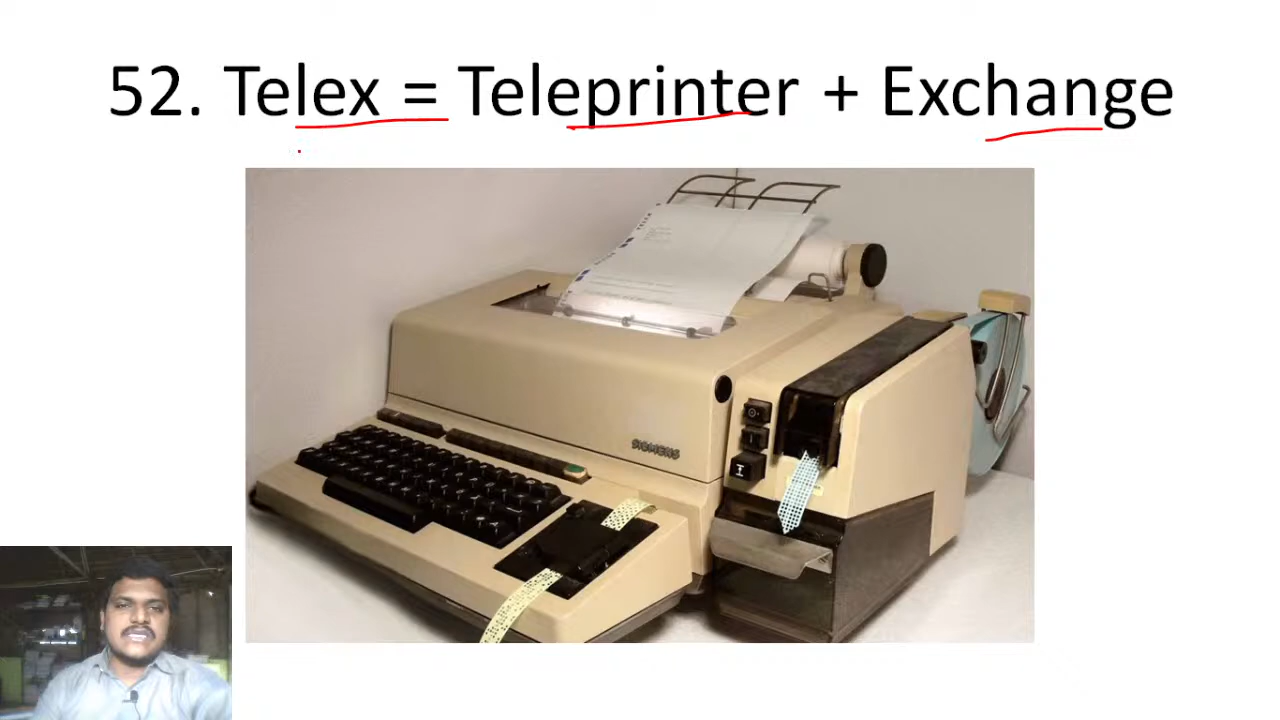 52. Telex = Teleprinter + Exchange
SIEMENS